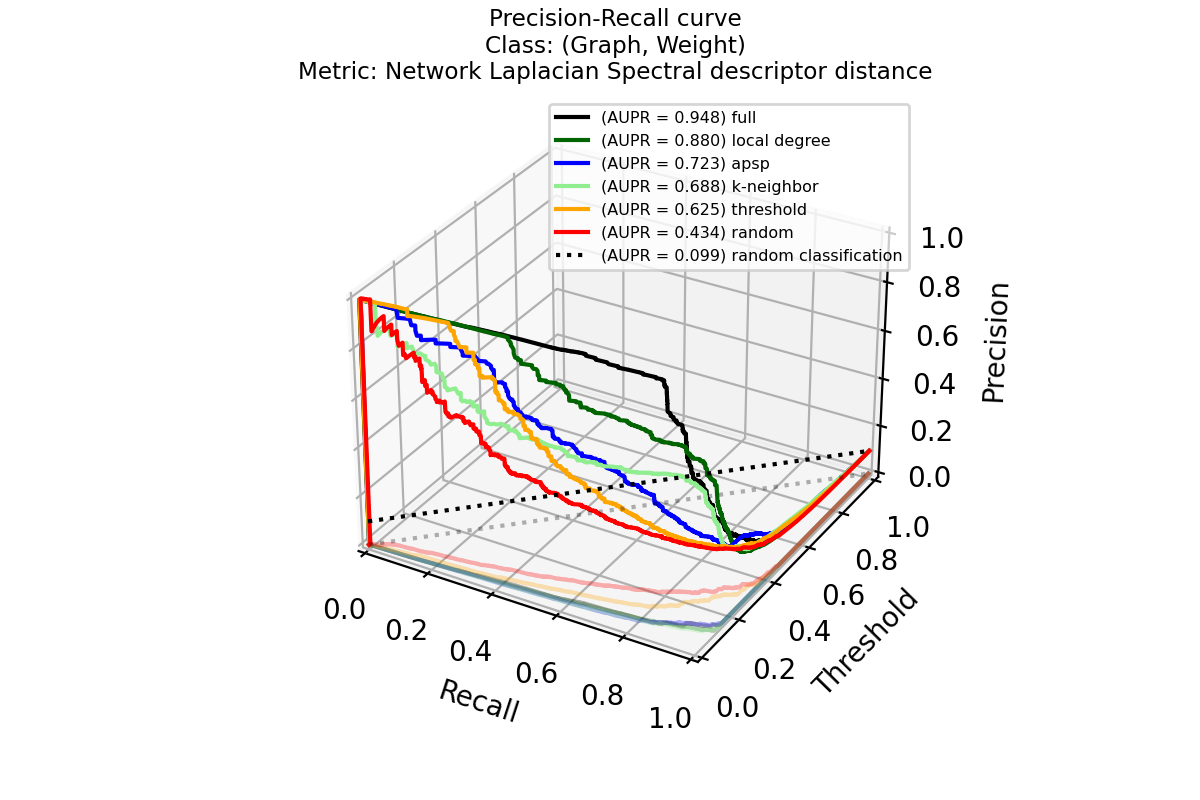 Precision-Recall curve
Class: (Graph, Weight)
Metric: Network Laplacian Spectral descriptor distance
(AUPR = 0.948) full
(AUPR = 0.880) local degree
(AUPR = 0.723) apsp
(AUPR = 0.688) k-neighbor
(AUPR = 0.625) threshold
(AUPR = 0.434) random
(AUPR = 0.099) random classification
1.0
0.8
0.6
0.4
0.2
0.0
Precision
1.0
0.8
0.6
0.4
0.2
0.0
Threshold
0.0
0.2
0.4
0.6
0.8
1.0
Recall